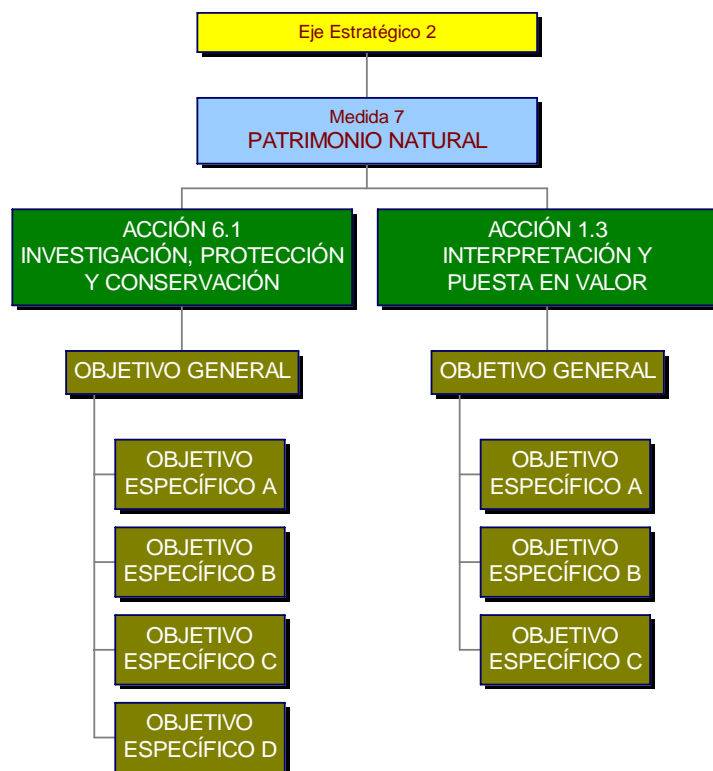 Eje Estratégico 2
Medida 7
PATRIMONIO NATURAL
ACCIÓN 6.1
INVESTIGACIÓN, PROTECCIÓN
Y CONSERVACIÓN
OBJETIVO GENERAL
OBJETIVO
ESPECÍFICO A
OBJETIVO
ESPECÍFICO B
OBJETIVO
ESPECÍFICO C
OBJETIVO
ESPECÍFICO D
ACCIÓN 1.3
INTERPRETACIÓN Y
PUESTA EN VALOR
OBJETIVO GENERAL
OBJETIVO
ESPECÍFICO A
OBJETIVO
ESPECÍFICO B
OBJETIVO
ESPECÍFICO C